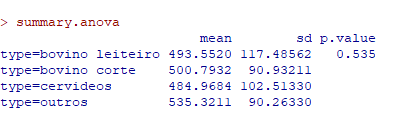 > summary.anova
mean sd p.value
type=bovino leiteiro 493.5520 117.48562 0.535
type=bovino corte 500.7932 90.93211
type=cervideos 484.9684 102.51330
type=outros 535.3211 90.26330